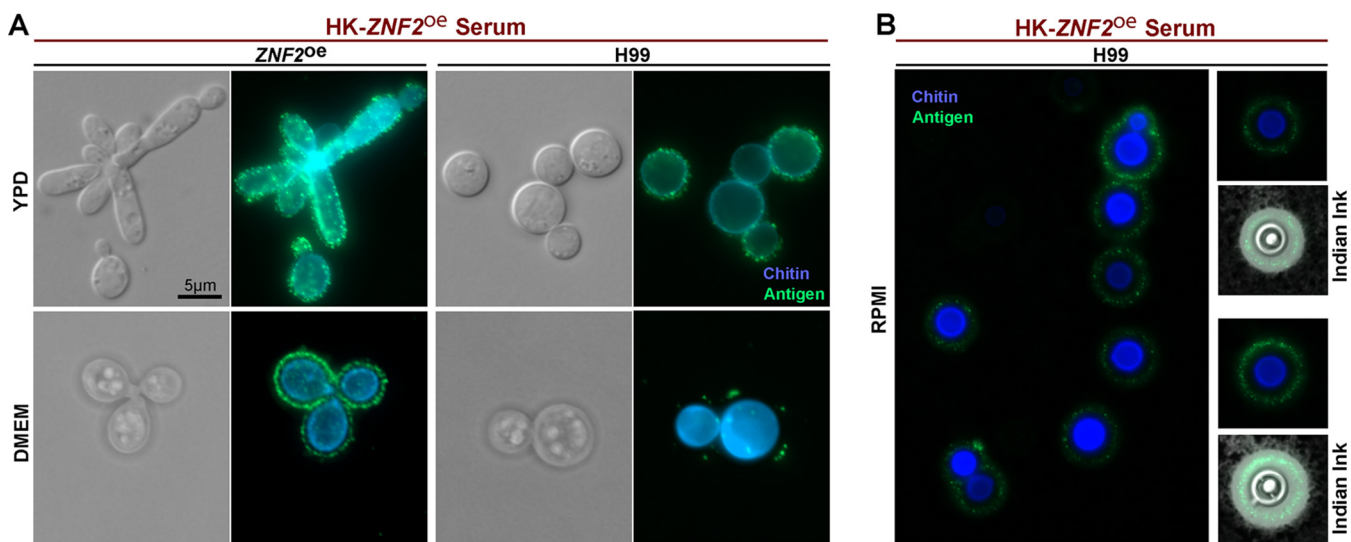 A
HK-ZNF2oe Serum
ZNF2oe
H99
YPD
5µm
Chitin
Antigen
DMEM
B
HK-ZNF2oe Serum
H99
Chitin
Antigen
RPMI
Indian Ink
Indian Ink